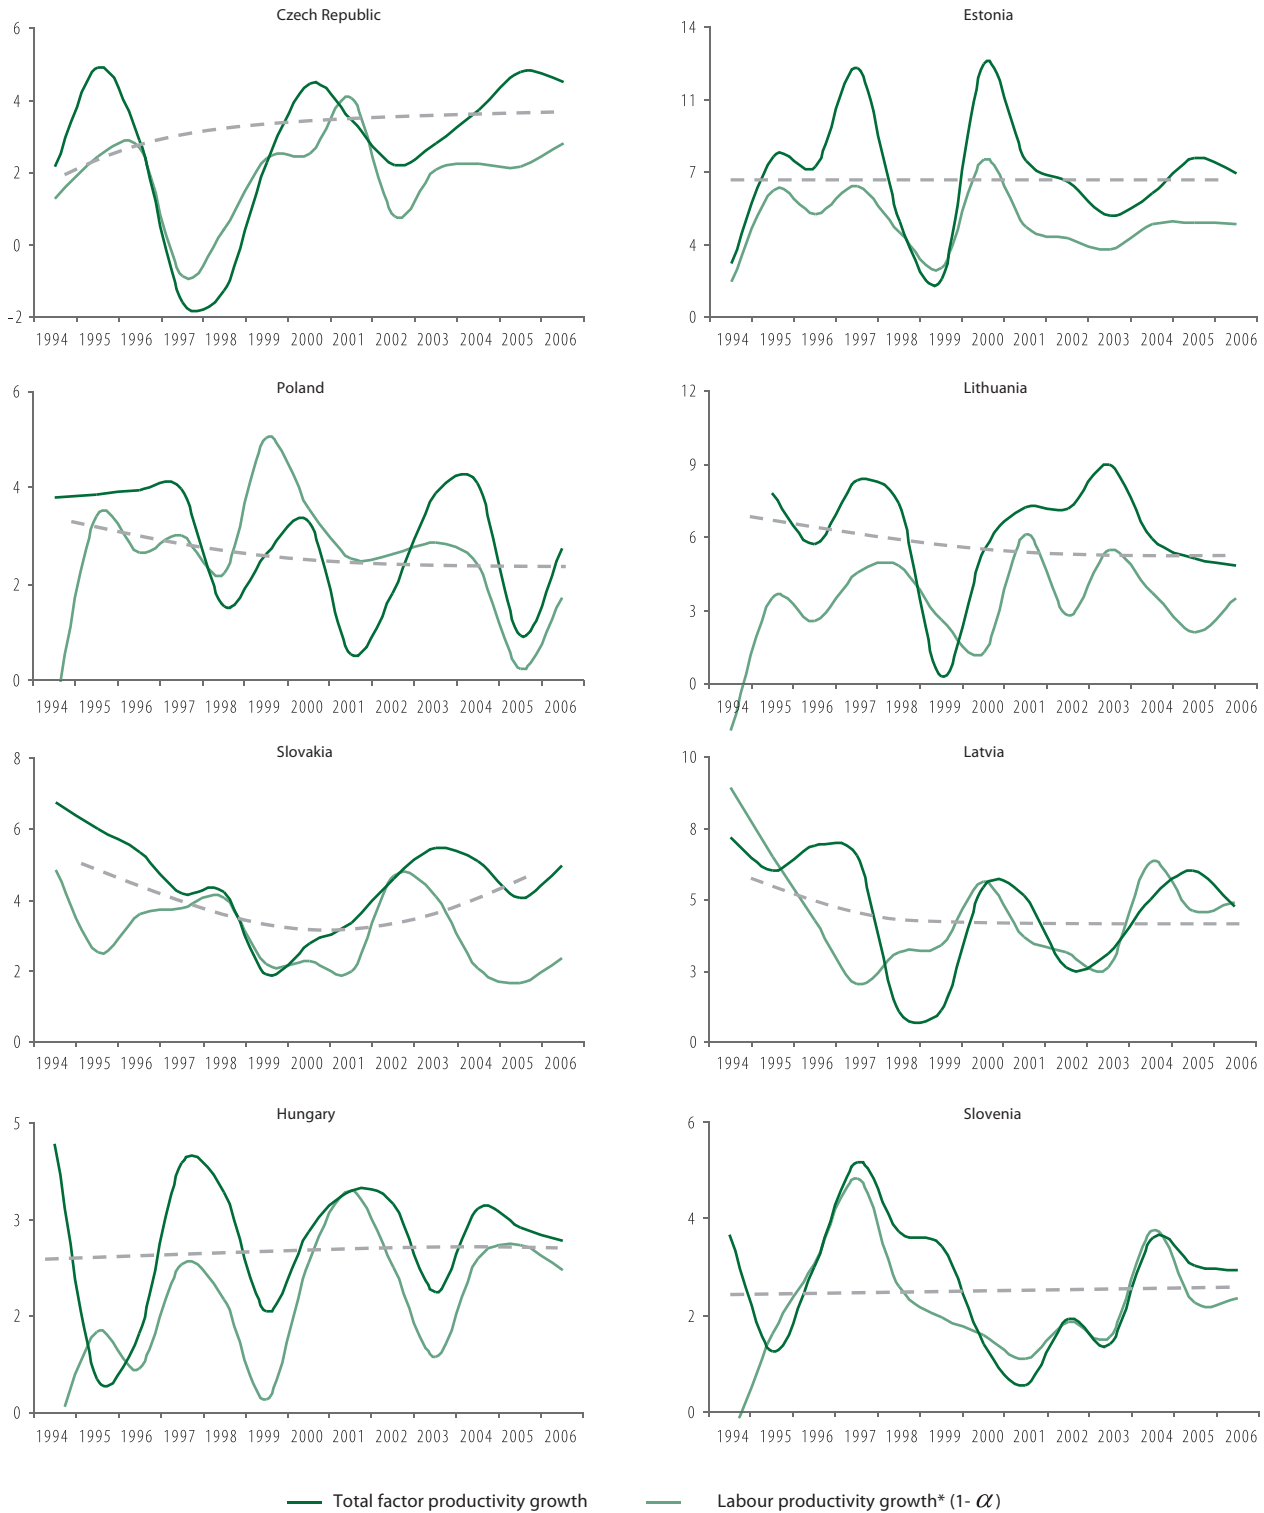 Czech Republic
6
4
2
0
–2
1994 1995 1996 1997 1998 1999 2000 2001 2002 2003 2004 2005 2006
Estonia
14
11
7
4
0
1994 1995 1996 1997 1998 1999 2000 2001 2002 2003 2004 2005 2006
Poland
6
4
2
0
1994 1995 1996 1997 1998 1999 2000 2001 2002 2003 2004 2005 2006
Lithuania
12
9
6
3
0
1994 1995 1996 1997 1998 1999 2000 2001 2002 2003 2004 2005 2006
Slovakia
8
6
4
2
0
1994 1995 1996 1997 1998 1999 2000 2001 2002 2003 2004 2005 2006
Latvia
10
8
5
3
0
1994 1995 1996 1997 1998 1999 2000 2001 2002 2003 2004 2005 2006
Hungary
5
3
2
0
1994 1995 1996 1997 1998 1999 2000 2001 2002 2003 2004 2005 2006
Slovenia
6
4
2
0
1994 1995 1996 1997 1998 1999 2000 2001 2002 2003 2004 2005 2006
Total factor productivity growth
Labour productivity growth* (1- α)